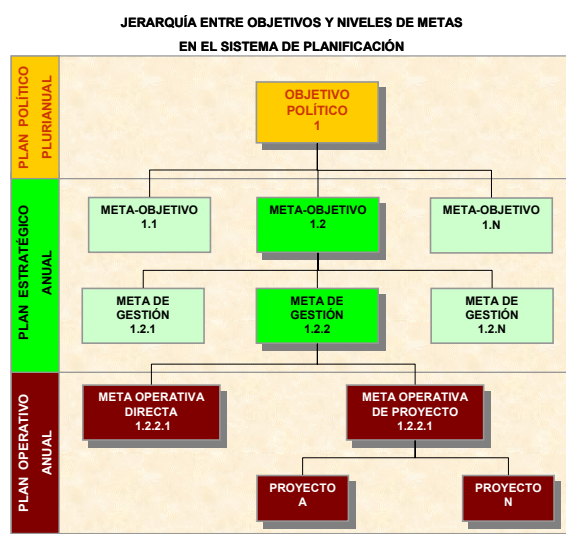 JERARQUÍA ENTRE OBJETIVOS Y NIVELES DE METAS
EN EL SISTEMA DE PLANIFICACIÓN
PLAN POLÍTICO
PLURIANUAL
OBJETIVO
POLÍTICO
1
PLAN ESTRATÉGICO
ANUAL
META-OBJETIVO
1.1
META-OBJETIVO
1.2
META-OBJETIVO
1.N
META DE
GESTIÓN
1.2.1
META DE
GESTIÓN
1.2.2
META DE
GESTIÓN
1.2.N
PLAN OPERATIVO
ANUAL
META OPERATIVA
DIRECTA
1.2.2.1
META OPERATIVA
DE PROYECTO
1.2.2.1
PROYECTO
A
PROYECTO
N